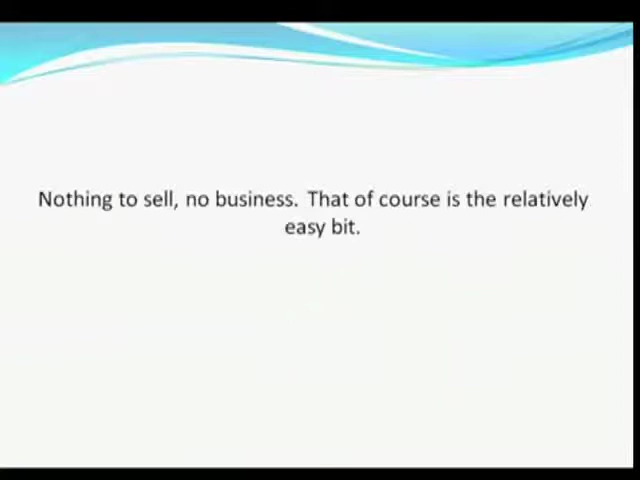 Nothing to sell, no business. That of course is the relatively
easy bit.